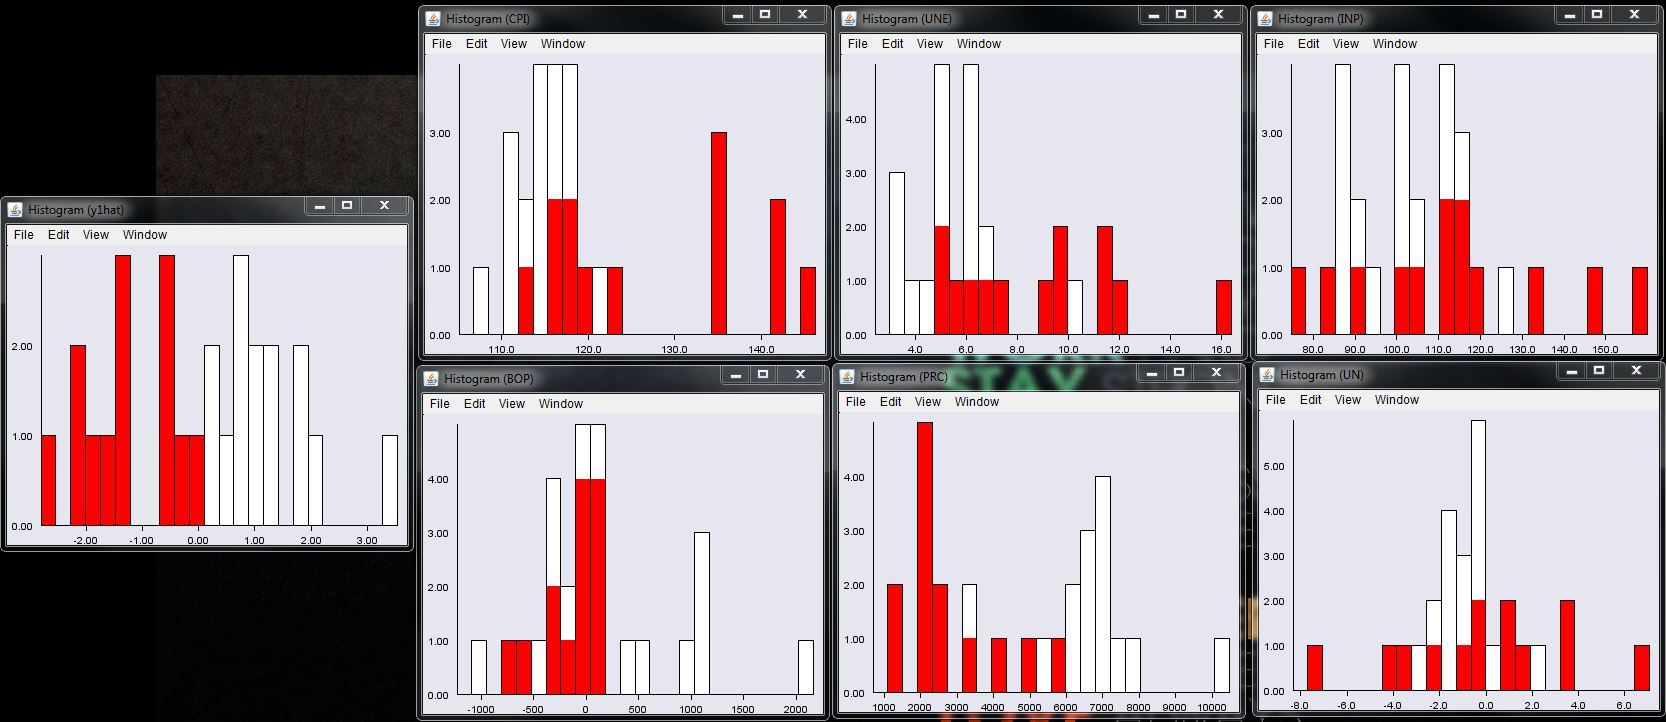 Histogram (CPI)
File Edit View Window
3.00
2.00
1.00
0.00
110.0 120.0 130.0 140.0
Histogram (UNE)
File Edit View Window
4.00
3.00
2.00
1.00
0.00
4.0 6.0 8.0 10.0 12.0 14.0 16.0
Histogram (INP)
File Edit View Window
3.00
2.00
1.00
0.00
80.0 90.0 100.0 110.0 120.0 130.0 140.0 150.0
Histogram (y1hat)
File Edit View Window
2.00
1.00
0.00
-2.00 -1.00 0.00 1.00 2.00 3.00
STAY
Histogram (BOP)
File Edit View Window
4.00
3.00
2.00
1.00
0.00
-1000 -500 0 500 1000 1500 2000
Histogram (PRC)
File Edit View Window
4.00
3.00
2.00
1.00
0.00
1000 2000 3000 4000 5000 6000 7000 8000 9000 10000
Histogram (UN)
File Edit View Window
5.00
4.00
3.00
2.00
1.00
0.00
-8.0 -6.0 -4.0 -2.0 0.0 2.0 4.0 6.0